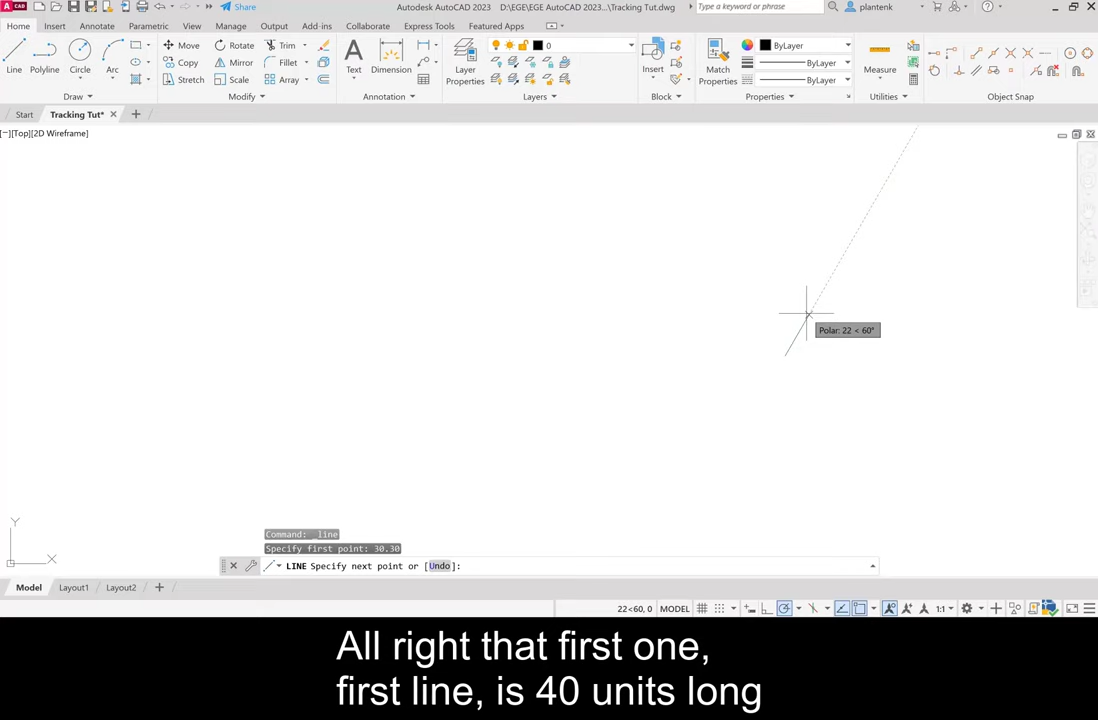 CAD
Share
Autodesk AutoCAD 2023 D:\EGE\EGE AutoCAD 2023...\Tracking Tut.dwg
Type a keyword or phrase
plantenk
Home Insert Annotate Parametric View Manage Output Add-ins Collaborate Express Tools Featured Apps
Line Polyline Circle Arc
Move Rotate Trim
Copy Mirror Fillet
Stretch Scale Array
Text Dimension
Layer Properties
0
Insert
Match Properties
ByLayer
ByLayer
ByLayer
Measure
Draw Modify Annotation Layers Block Properties Utilities Object Snap
Start Tracking Tut*
[−][Top][2D Wireframe]
Polar: 22 < 60°
Y
X
Command: _line
Specify first point: 30.30
LINE Specify next point or [Undo]:
Model Layout1 Layout2
22<60, 0 MODEL 1:1
All right that first one,
first line, is 40 units long